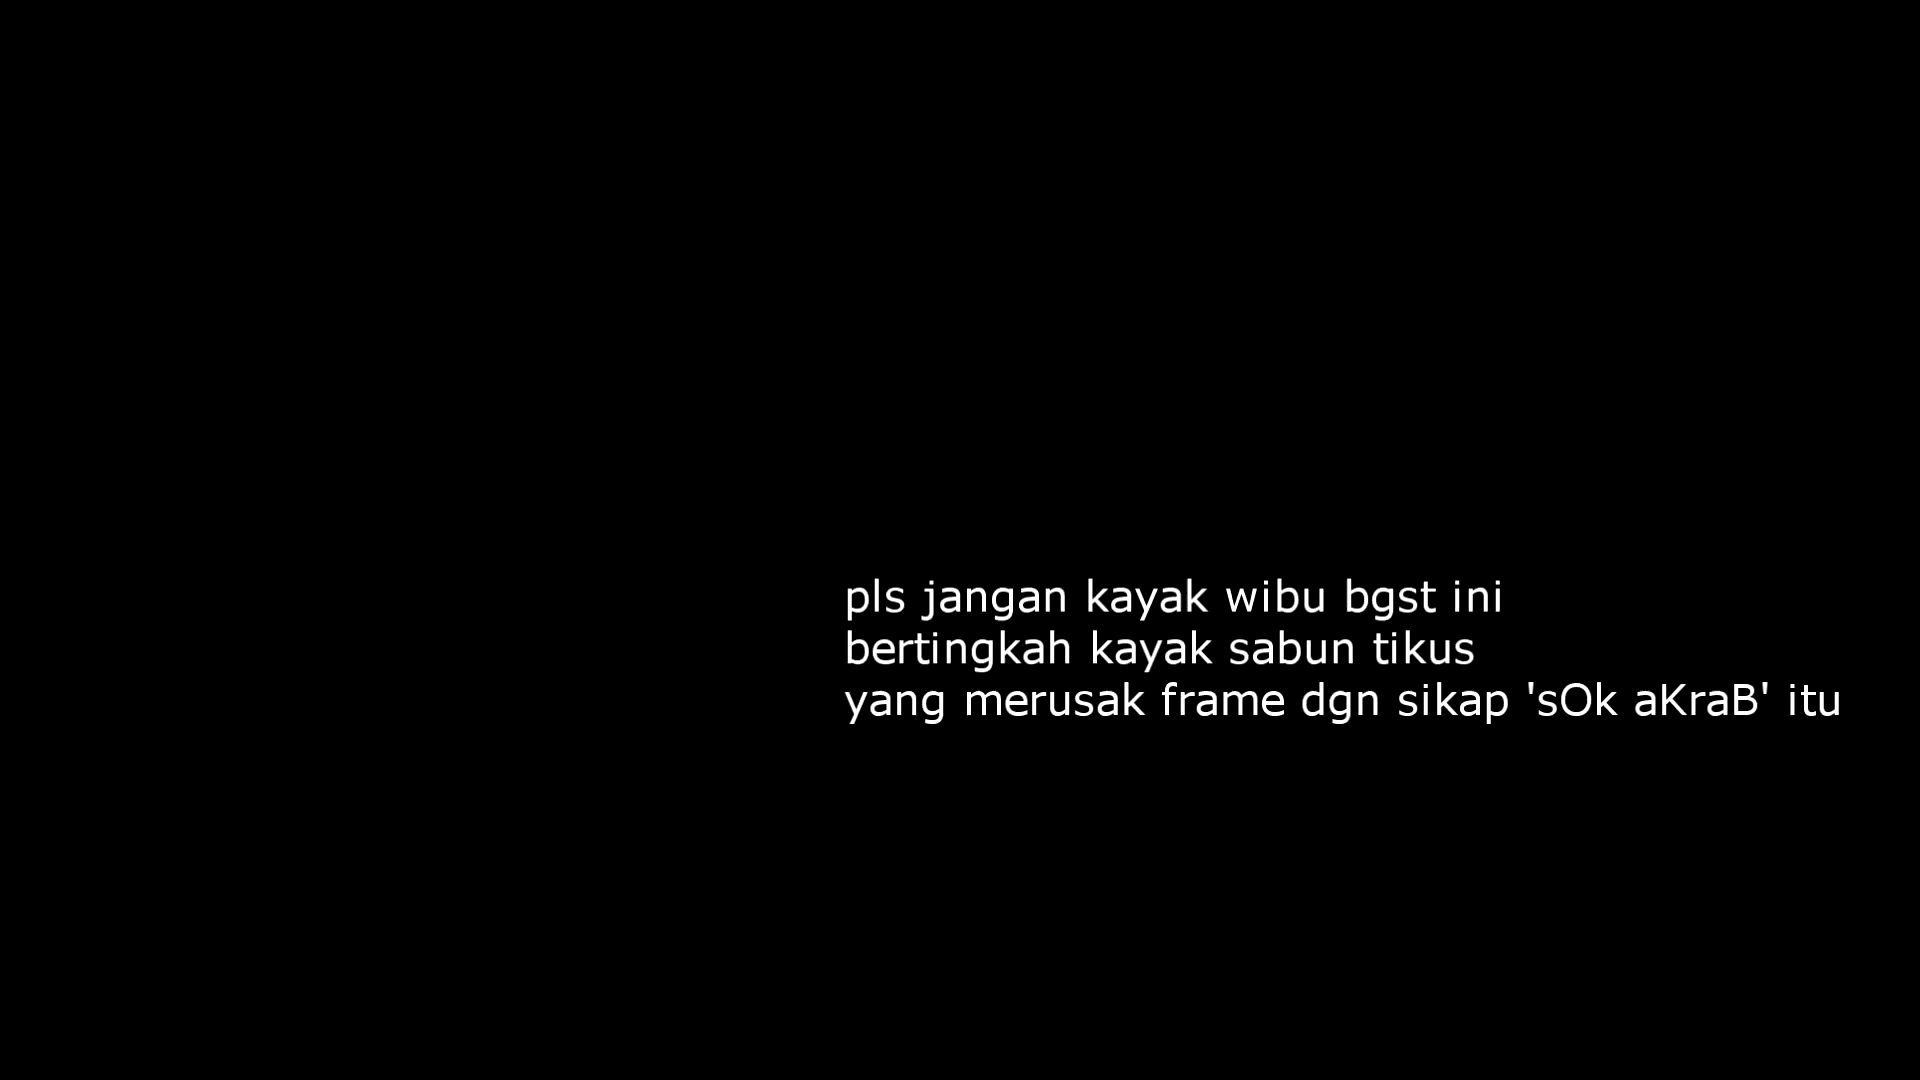 pls jangan kayak wibu bgst ini
bertingkah kayak sabun tikus
yang merusak frame dgn sikap 'sOk aKraB' itu